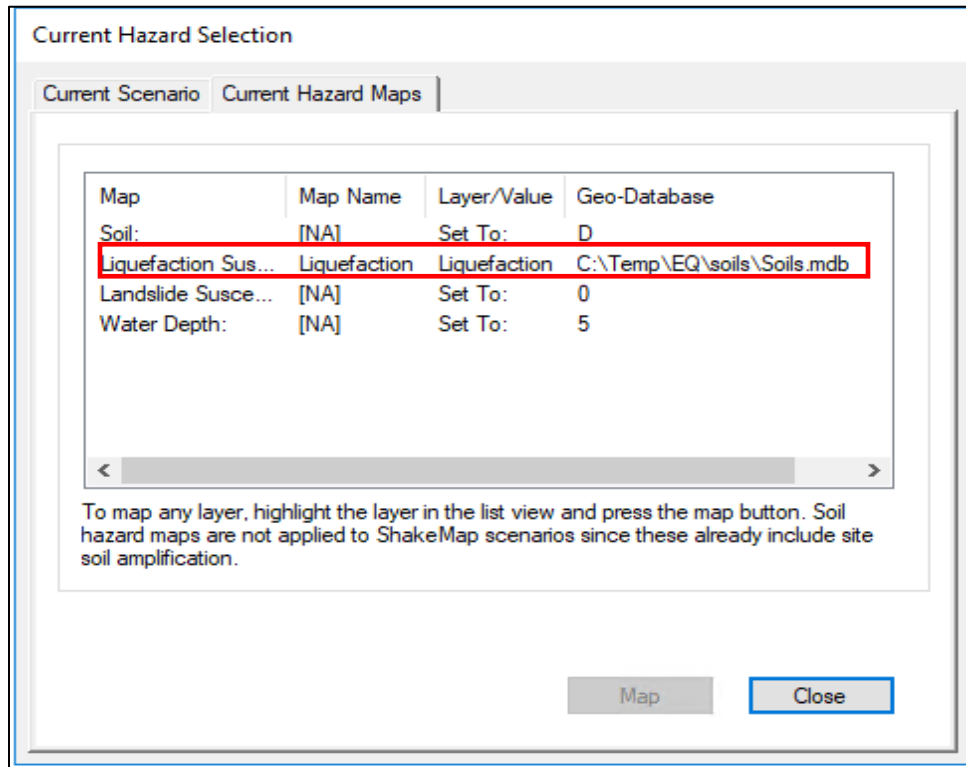 Current Hazard Selection
Current Scenario Current Hazard Maps
Map Map Name Layer/Value Geo-Database
Soil: [NA] Set To: D
Liquefaction Sus... Liquefaction Liquefaction C:\Temp\EQ\soils\Soils.mdb
Landslide Susce... [NA] Set To: 0
Water Depth: [NA] Set To: 5
To map any layer, highlight the layer in the list view and press the map button. Soil
hazard maps are not applied to ShakeMap scenarios since these already include site
soil amplification.
Map Close